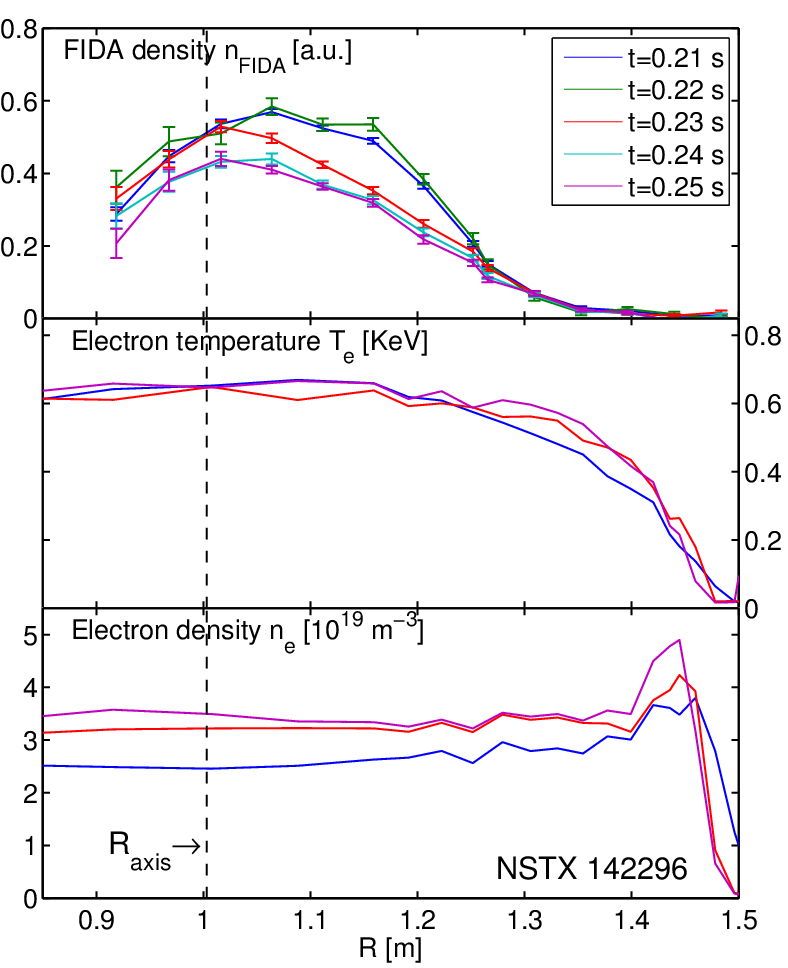 0.8
FIDA density n_FIDA [a.u.]
t=0.21 s
t=0.22 s
t=0.23 s
t=0.24 s
t=0.25 s
0.6
0.4
0.2
0
Electron temperature T_e [KeV]
0.8
0.6
0.4
0.2
0
Electron density n_e [10^19 m^−3]
5
4
3
2
1
0
R_axis→
NSTX 142296
0.9 1 1.1 1.2 1.3 1.4 1.5
R [m]